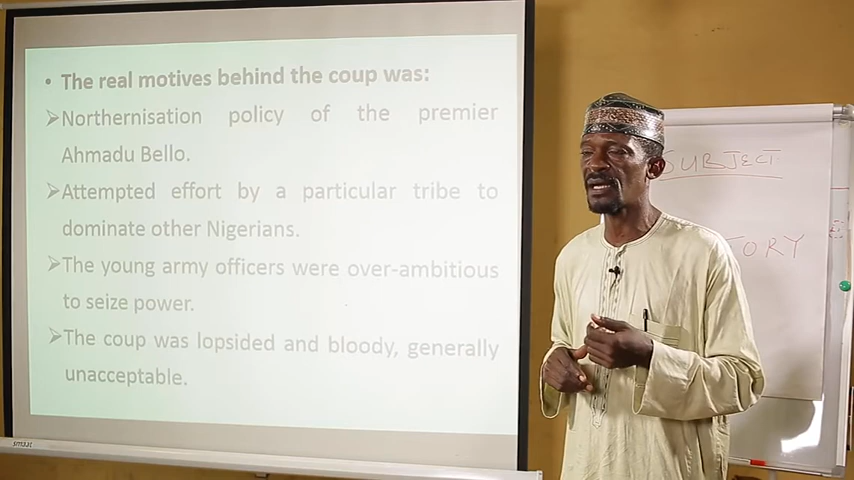 • The real motives behind the coup was:
➢Northernisation policy of the premier
Ahmadu Bello.
➢Attempted effort by a particular tribe to
dominate other Nigerians.
➢The young army officers were over-ambitious
to seize power.
➢The coup was lopsided and bloody, generally
unacceptable.
SUBJECT
TORY